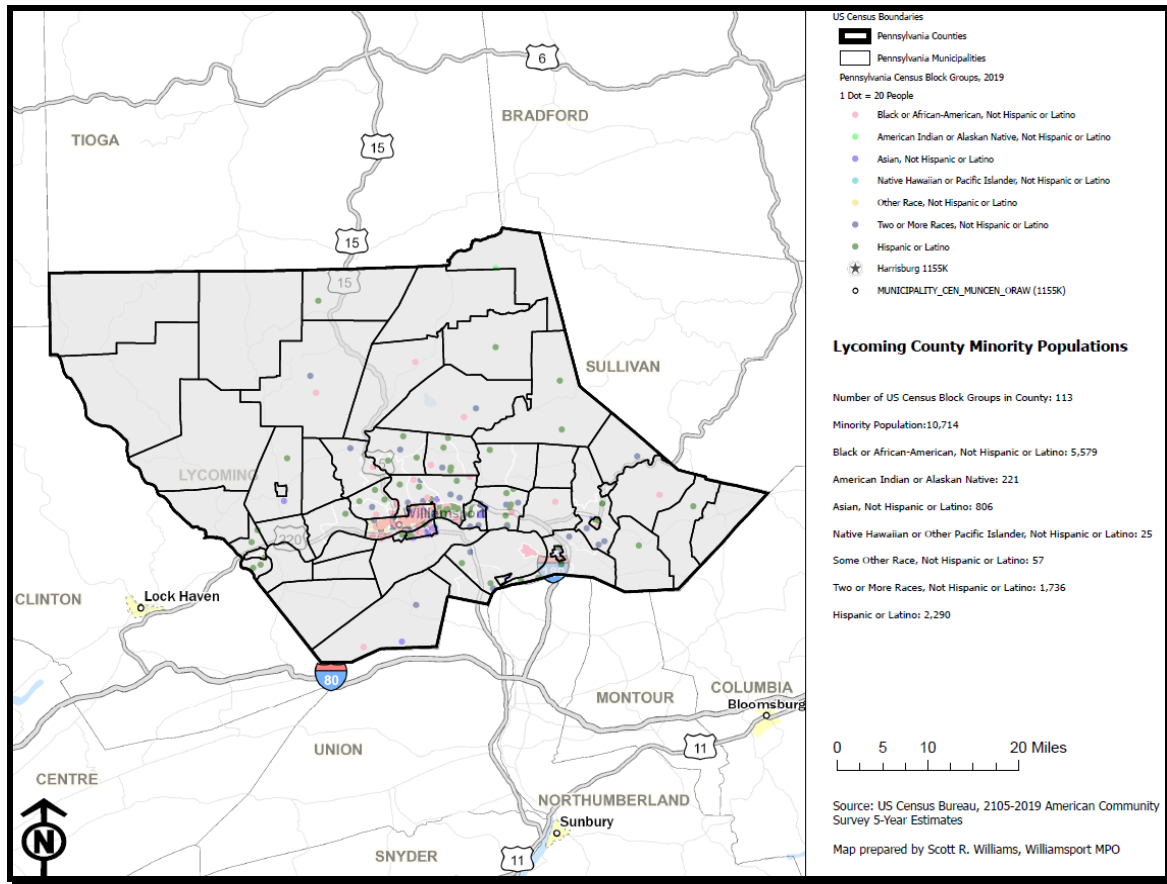 US Census Boundaries
Pennsylvania Counties
Pennsylvania Municipalities
Pennsylvania Census Block Groups, 2019
1 Dot = 20 People
Black or African-American, Not Hispanic or Latino
American Indian or Alaskan Native, Not Hispanic or Latino
Asian, Not Hispanic or Latino
Native Hawaiian or Pacific Islander, Not Hispanic or Latino
Other Race, Not Hispanic or Latino
Two or More Races, Not Hispanic or Latino
Hispanic or Latino
Harrisburg 1155K
MUNICIPALITY_CEN_MUNCEN_ORAW (1155K)
Lycoming County Minority Populations
Number of US Census Block Groups in County: 113
Minority Population:10,714
Black or African-American, Not Hispanic or Latino: 5,579
American Indian or Alaskan Native: 221
Asian, Not Hispanic or Latino: 806
Native Hawaiian or Other Pacific Islander, Not Hispanic or Latino: 25
Some Other Race, Not Hispanic or Latino: 57
Two or More Races, Not Hispanic or Latino: 1,736
Hispanic or Latino: 2,290
0 5 10 20 Miles
Source: US Census Bureau, 2105-2019 American Community
Survey 5-Year Estimates
Map prepared by Scott R. Williams, Williamsport MPO
6
BRADFORD
TIOGA
15
15
15
SULLIVAN
LYCOMING
Williamsport
220
CLINTON
Lock Haven
80
MONTOUR
COLUMBIA
Bloomsburg
11
UNION
CENTRE
NORTHUMBERLAND
Sunbury
SNYDER
11
N